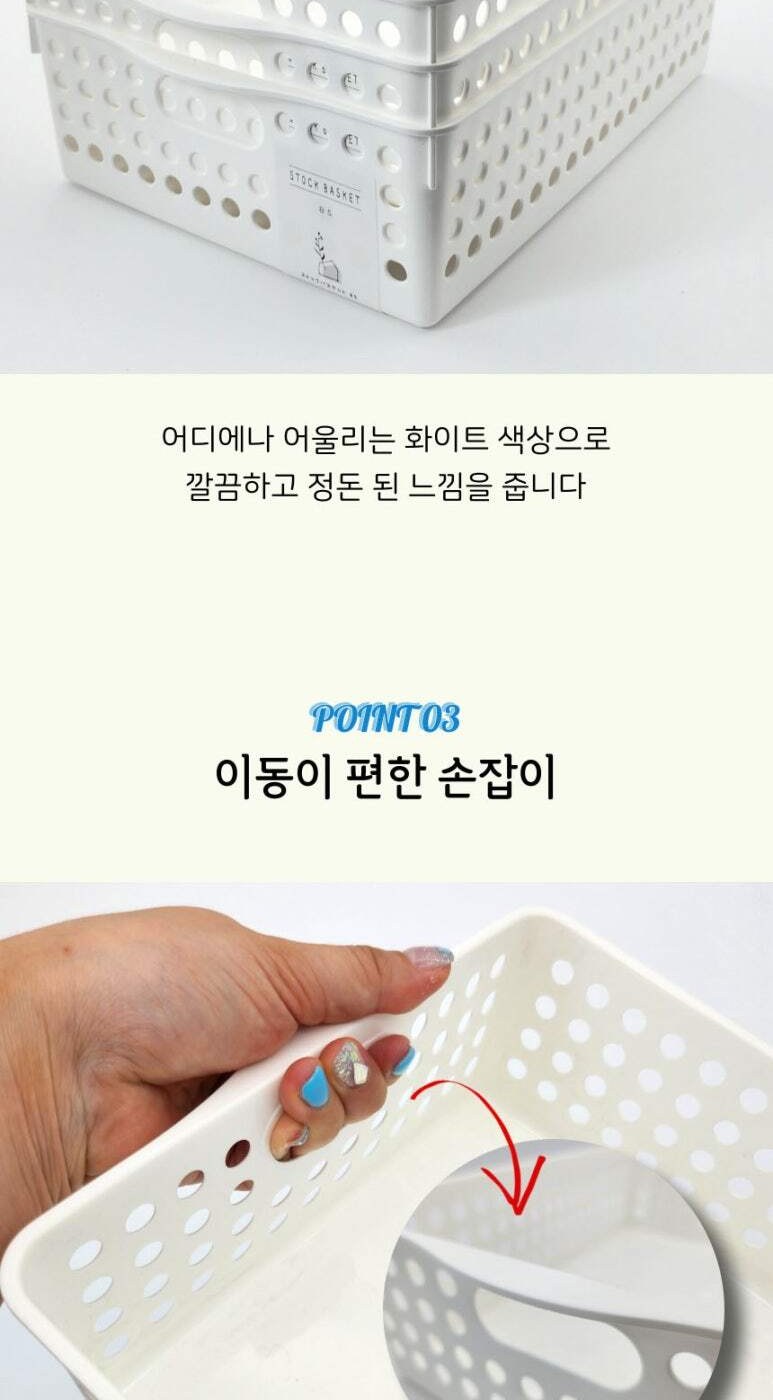 STOCK BASKET
어디에나 어울리는 화이트 색상으로
깔끔하고 정돈 된 느낌을 줍니다
POINT 03
이동이 편한 손잡이